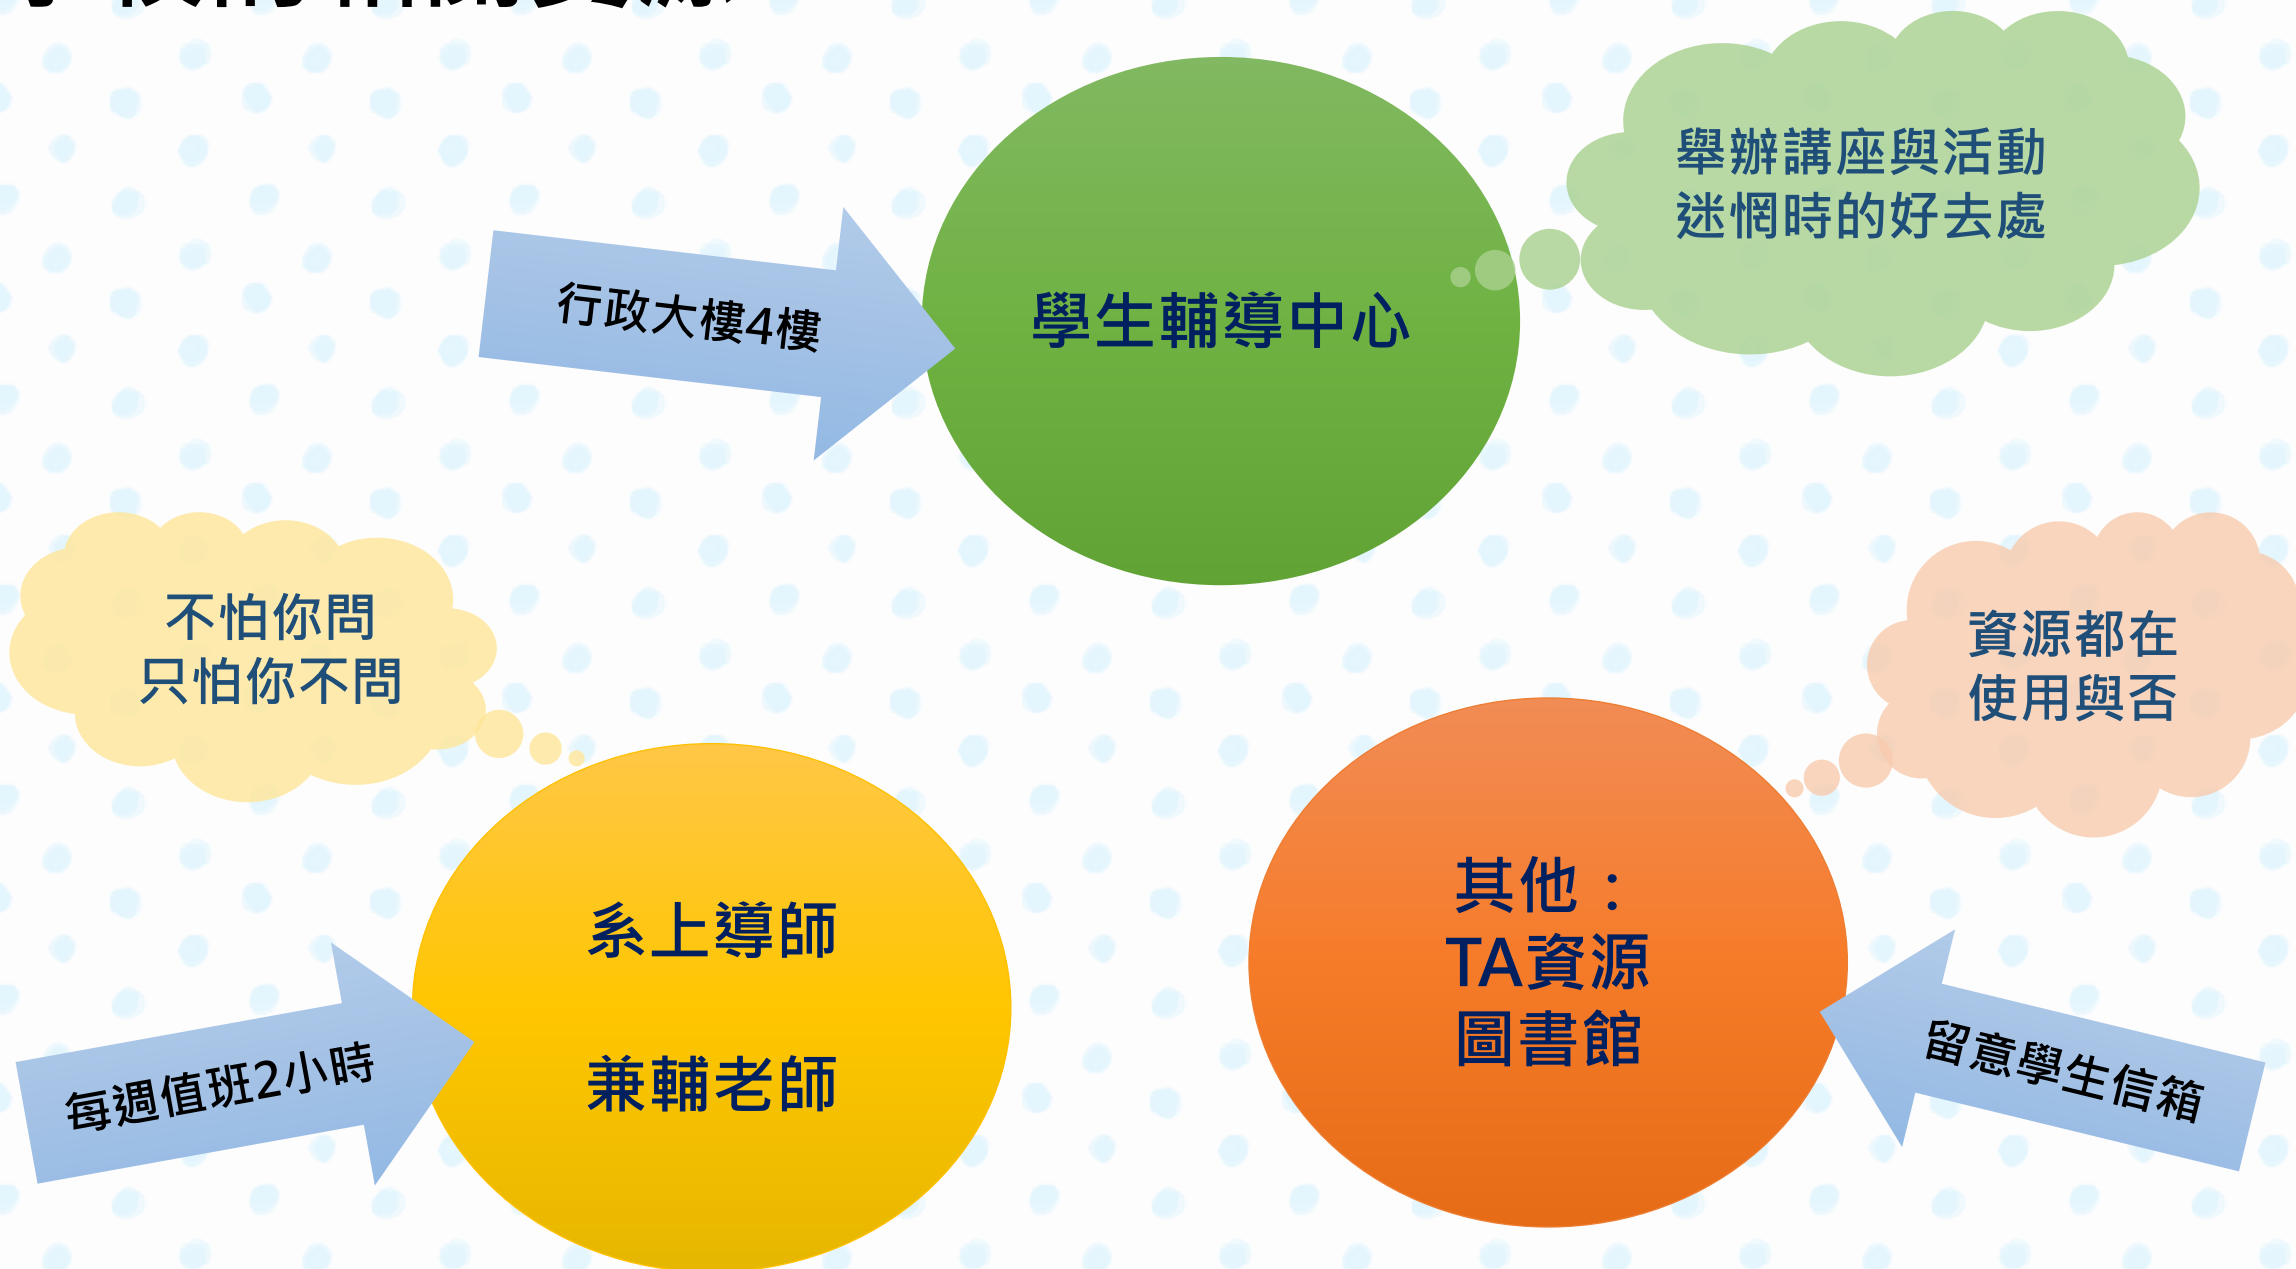 舉辦講座與活動
迷惘時的好去處
行政大樓4樓
學生輔導中心
不怕你問
只怕你不問
資源都在
使用與否
系上導師
兼輔老師
每週值班2小時
其他：
TA資源
圖書館
留意學生信箱